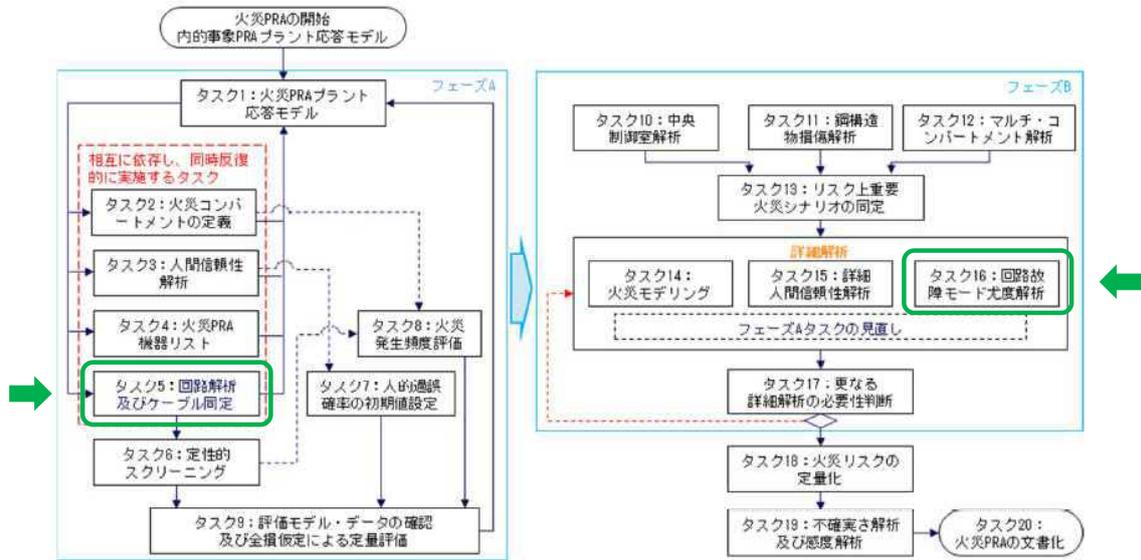 火災PRAの開始
内的事象PRAプラント応答モデル
フェーズA
タスク1：火災PRAプラント
応答モデル
相互に依存し、同時反復
的に実施するタスク
タスク2：火災コンパ
ートメントの定義
タスク3：人間信頼性
解析
タスク4：火災PRA
機器リスト
タスク5：回路解析
及びケーブル同定
タスク6：定性的
スクリーニング
タスク8：火災
発生頻度評価
タスク7：人的過誤
確率の初期値設定
タスク9：評価モデル・データの確認
及び全損仮定による定量評価
フェーズB
タスク10：中央
制御室解析
タスク11：鋼構造
物損傷解析
タスク12：マルチ・コ
ンパートメント解析
タスク13：リスク上重要
火災シナリオの同定
詳細解析
タスク14：
火災モデリング
タスク15：詳細
人間信頼性解析
タスク16：回路故
障モード尤度解析
フェーズAタスクの見直し
タスク17：更なる
詳細解析の必要性判断
タスク18：火災リスクの
定量化
タスク19：不確実さ解析
及び感度解析
タスク20：
火災PRAの文書化